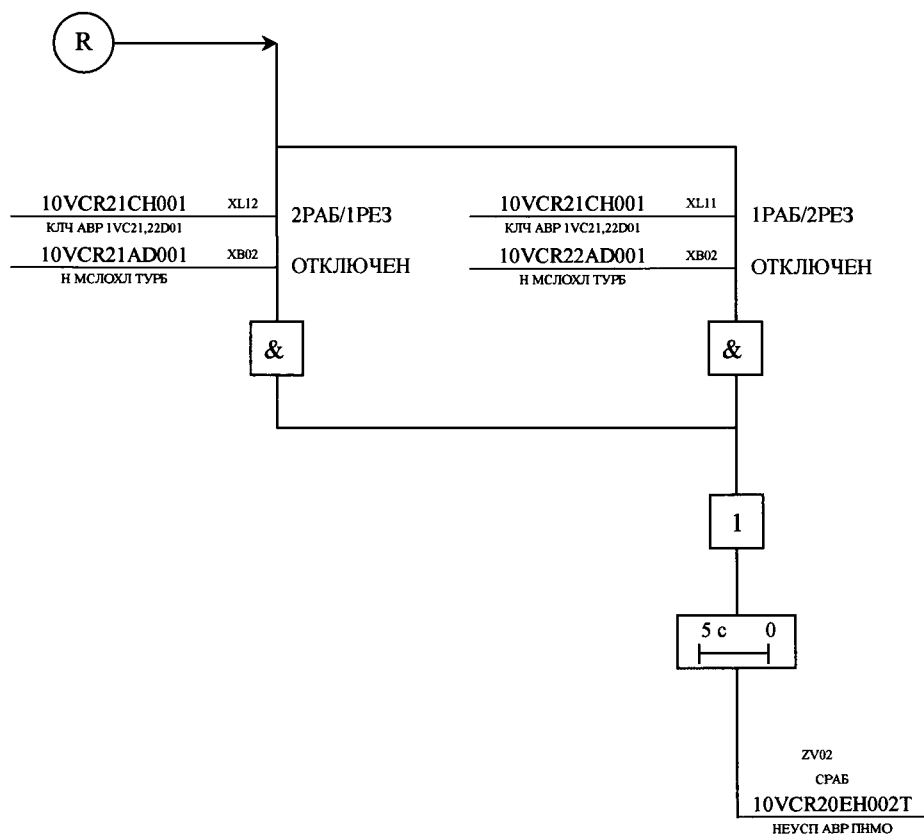 R
10VCR21CH001 XL12 2РАБ/1РЕЗ
КЛЧ АВР 1VC21,22D01
10VCR21AD001 XB02 ОТКЛЮЧЕН
Н МСЛОХЛ ТУРБ
&
10VCR21CH001 XL11 1РАБ/2РЕЗ
КЛЧ АВР 1VC21,22D01
10VCR22AD001 XB02 ОТКЛЮЧЕН
Н МСЛОХЛ ТУРБ
&
1
5 с 0
ZV02
СРАБ
10VCR20EH002T
НЕУСП АВР ПНМО